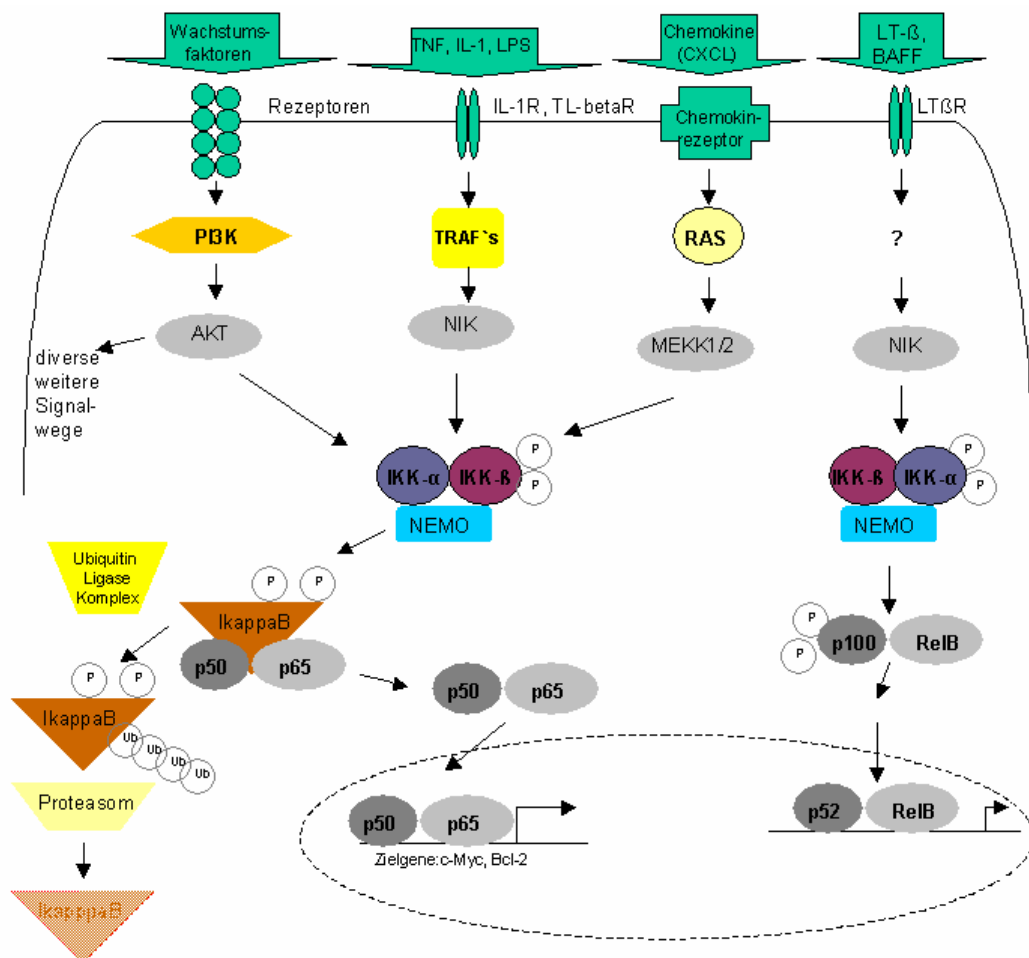 Wachstums-
faktoren
TNF, IL-1, LPS
Chemokine
(CXCL)
LT-ß,
BAFF
Rezeptoren
IL-1R, TL-betaR
Chemokin-
rezeptor
LTßR
PI3K
TRAF`s
RAS
?
AKT
NIK
MEKK1/2
NIK
diverse
weitere
Signal-
wege
IKK-α
IKK-ß
P
P
NEMO
IKK-ß
IKK-α
P
P
NEMO
Ubiquitin
Ligase
Komplex
P
P
IkappaB
p50
p65
P
P
p100
RelB
P
P
IkappaB
Ub
Ub
Ub
Ub
p50
p65
Proteasom
p50
p65
Zielgene:c-Myc, Bcl-2
p52
RelB
IkapppaB